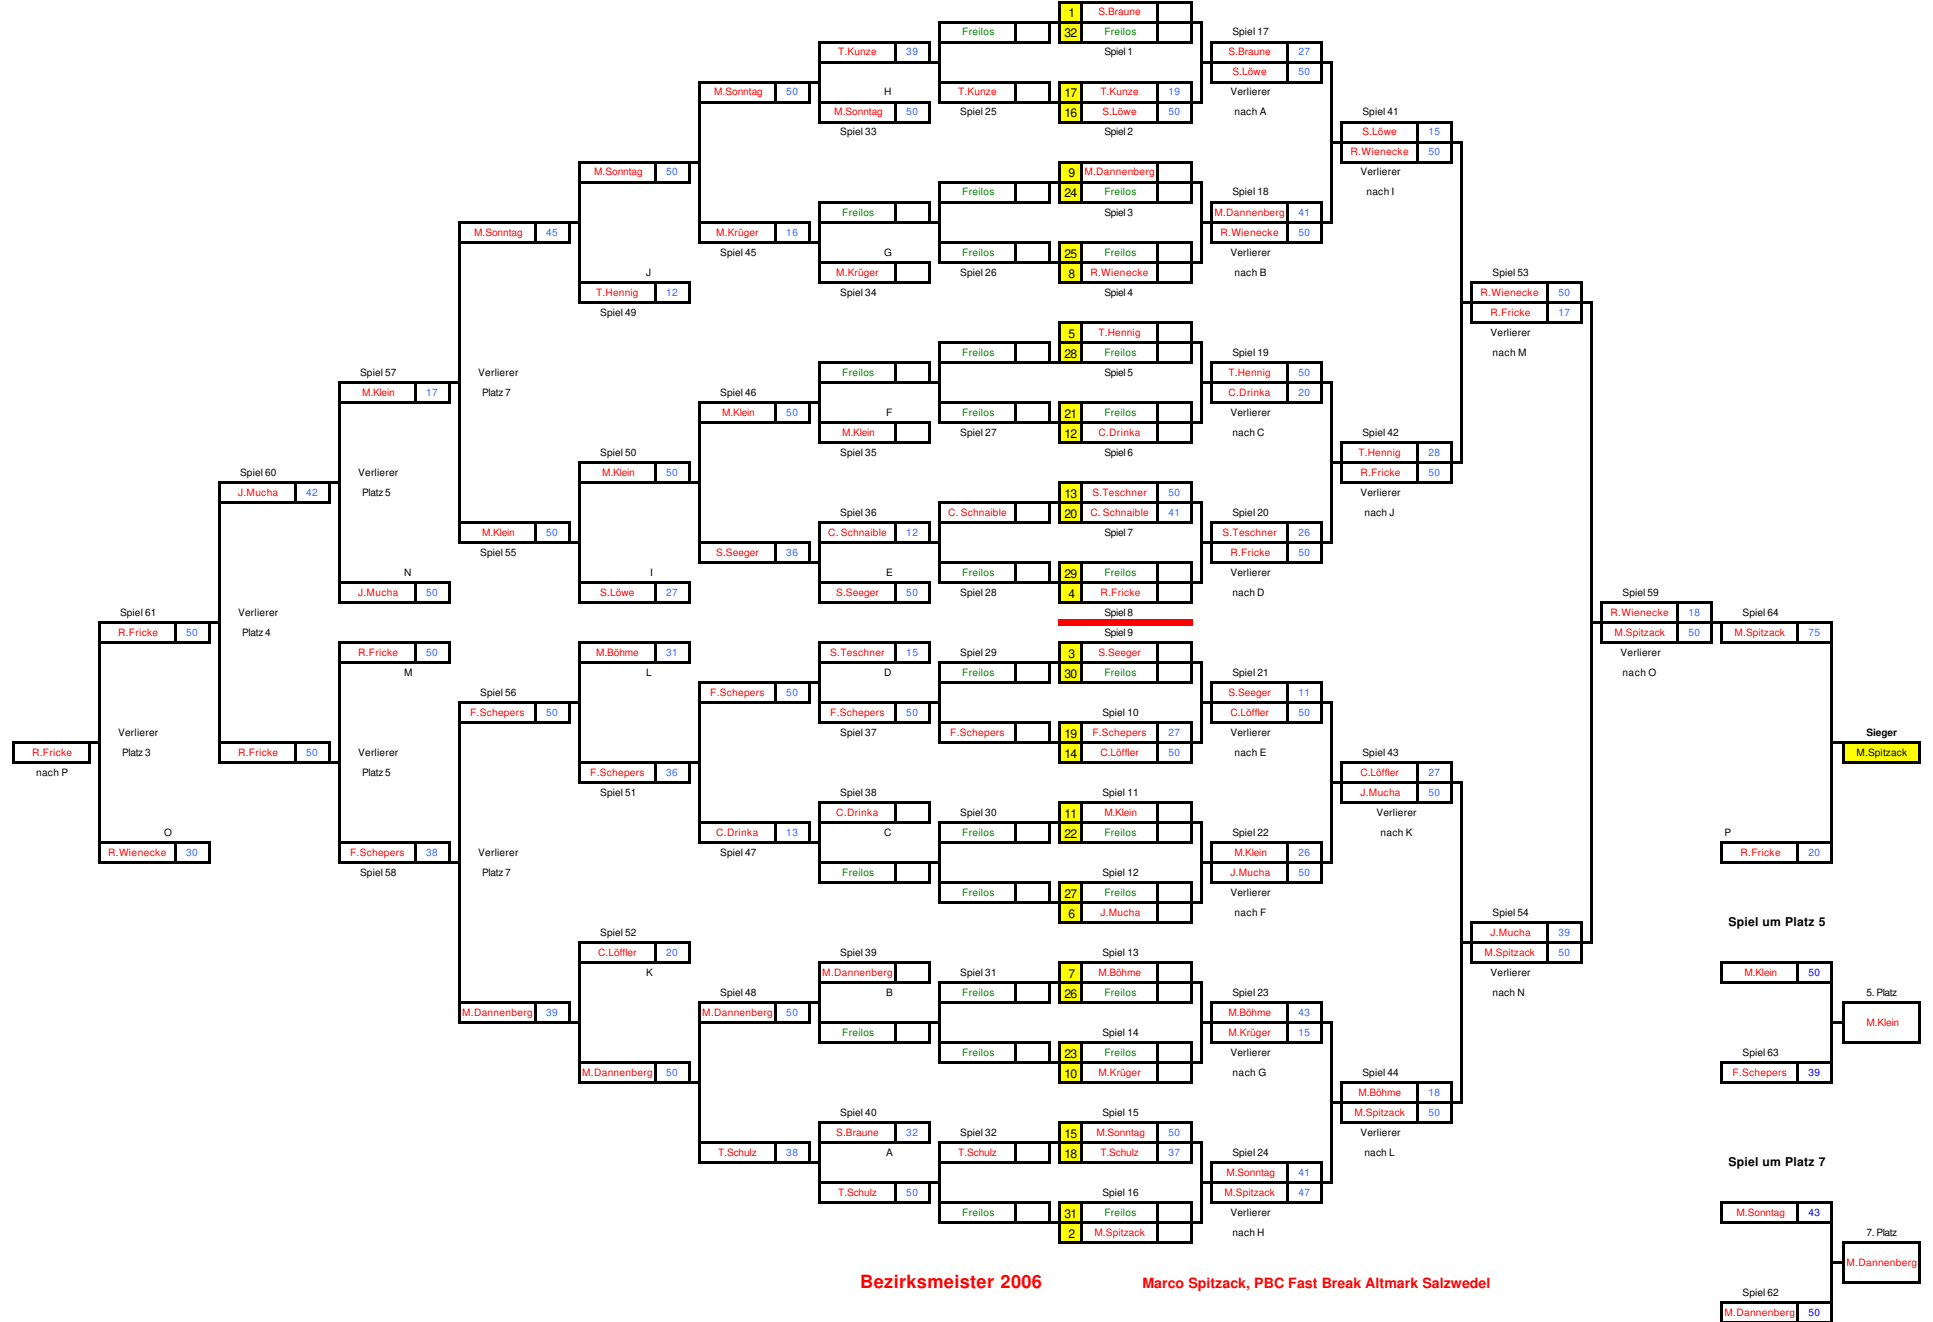 1 S.Braune
Freilos 32 Freilos Spiel 17
T.Kunze 39 Spiel 1 S.Braune 27
S.Löwe 50
M.Sonntag 50 H T.Kunze 17 T.Kunze 19 Verlierer
M.Sonntag 50 Spiel 25 16 S.Löwe 50 nach A Spiel 41
Spiel 33 Spiel 2 S.Löwe 15
R.Wienecke 50
M.Sonntag 50 9 M.Dannenberg Verlierer
Freilos 24 Freilos Spiel 18 nach I
Freilos Spiel 3 M.Dannenberg 41
M.Sonntag 45 M.Krüger 16 R.Wienecke 50
Spiel 45 G Freilos 25 Freilos Verlierer
J M.Krüger Spiel 26 8 R.Wienecke nach B Spiel 53
T.Hennig 12 Spiel 34 Spiel 4 R.Wienecke 50
Spiel 49 R.Fricke 17
5 T.Hennig Verlierer
Freilos 28 Freilos Spiel 19 nach M
Spiel 57 Verlierer Freilos Spiel 5 T.Hennig 50
M.Klein 17 Platz 7 Spiel 46 C.Drinka 20
M.Klein 50 F Freilos 21 Freilos Verlierer
M.Klein Spiel 27 12 C.Drinka nach C Spiel 42
Spiel 50 Spiel 35 Spiel 6 T.Hennig 28
Spiel 60 Verlierer M.Klein 50 R.Fricke 50
J.Mucha 42 Platz 5 13 S.Teschner 50 Verlierer
Spiel 36 C. Schnaible 20 C. Schnaible 41 Spiel 20 nach J
M.Klein 50 C. Schnaible 12 Spiel 7 S.Teschner 26
Spiel 55 S.Seeger 36 R.Fricke 50
N I E Freilos 29 Freilos Verlierer
J.Mucha 50 S.Löwe 27 S.Seeger 50 Spiel 28 4 R.Fricke nach D Spiel 59
Spiel 61 Verlierer Spiel 8 R.Wienecke 18 Spiel 64
R.Fricke 50 Platz 4 Spiel 9 M.Spitzack 50 M.Spitzack 75
R.Fricke 50 M.Böhme 31 S.Teschner 15 Spiel 29 3 S.Seeger Verlierer
M L D Freilos 30 Freilos Spiel 21 nach O
Spiel 56 F.Schepers 50 S.Seeger 11
F.Schepers 50 F.Schepers 50 Spiel 10 C.Löffler 50
Verlierer Spiel 37 F.Schepers 19 F.Schepers 27 Verlierer Sieger
R.Fricke Platz 3 R.Fricke 50 Verlierer 14 C.Löffler 50 nach E Spiel 43 M.Spitzack
nach P Platz 5 F.Schepers 36 C.Löffler 27
Spiel 51 Spiel 38 Spiel 11 J.Mucha 50
C.Drinka Spiel 30 11 M.Klein Verlierer
O C.Drinka 13 C Freilos 22 Freilos Spiel 22 nach K P
R.Wienecke 30 F.Schepers 38 Verlierer Spiel 47 M.Klein 26 R.Fricke 20
Spiel 58 Platz 7 Freilos Spiel 12 J.Mucha 50
Freilos 27 Freilos Verlierer
6 J.Mucha nach F Spiel 54
Spiel 52 J.Mucha 39 Spiel um Platz 5
C.Löffler 20 Spiel 39 Spiel 13 M.Spitzack 50
K M.Dannenberg Spiel 31 7 M.Böhme Verlierer M.Klein 50
Spiel 48 B Freilos 26 Freilos Spiel 23 nach N 5. Platz
M.Dannenberg 39 M.Dannenberg 50 M.Böhme 43 M.Klein
Freilos Spiel 14 M.Krüger 15
Freilos 23 Freilos Verlierer Spiel 63
M.Dannenberg 50 10 M.Krüger nach G Spiel 44 F.Schepers 39
M.Böhme 18
Spiel 40 Spiel 15 M.Spitzack 50
S.Braune 32 Spiel 32 15 M.Sonntag 50 Verlierer
T.Schulz 38 A T.Schulz 18 T.Schulz 37 Spiel 24 nach L Spiel um Platz 7
M.Sonntag 41
T.Schulz 50 Spiel 16 M.Spitzack 47
Freilos 31 Freilos Verlierer M.Sonntag 43
2 M.Spitzack nach H 7. Platz
M.Dannenberg
Bezirksmeister 2006 Marco Spitzack, PBC Fast Break Altmark Salzwedel
Spiel 62
M.Dannenberg 50